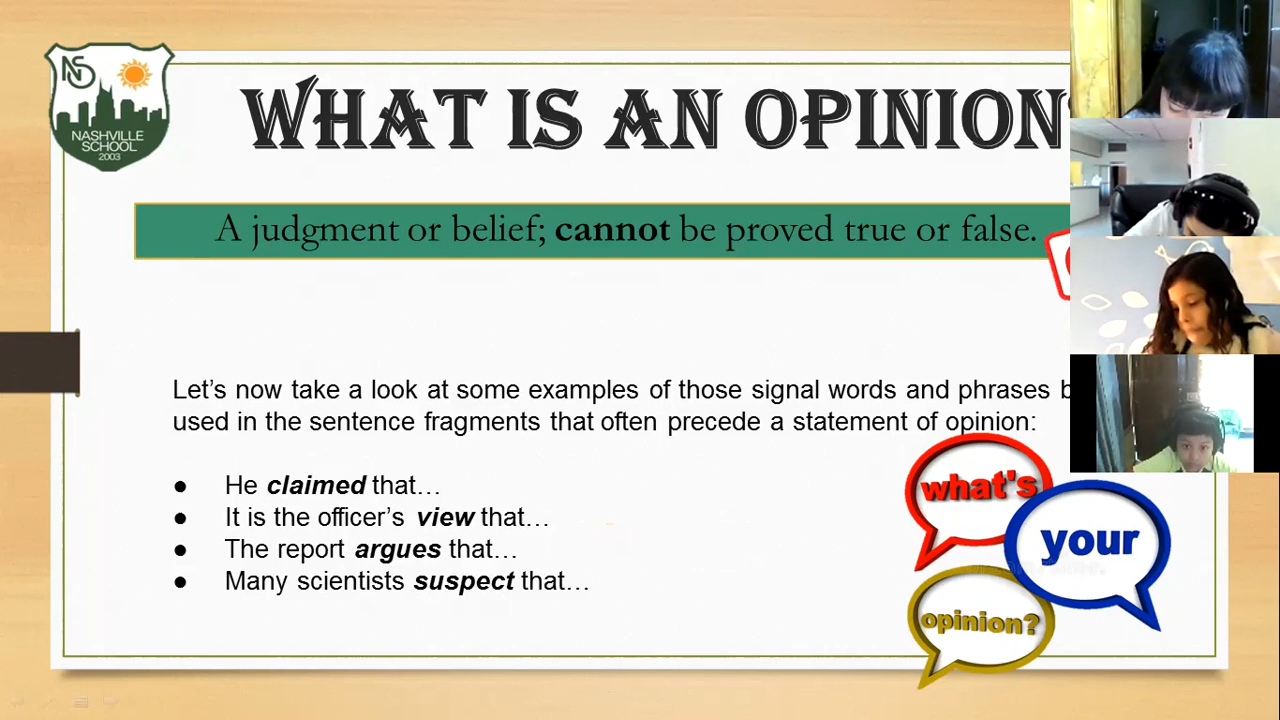 NS
NASHVILLE
SCHOOL
2003
WHAT IS AN OPINION
A judgment or belief; cannot be proved true or false.
Let's now take a look at some examples of those signal words and phrases
used in the sentence fragments that often precede a statement of opinion:
● He claimed that…
● It is the officer's view that…
● The report argues that…
● Many scientists suspect that…
what's
your
opinion?